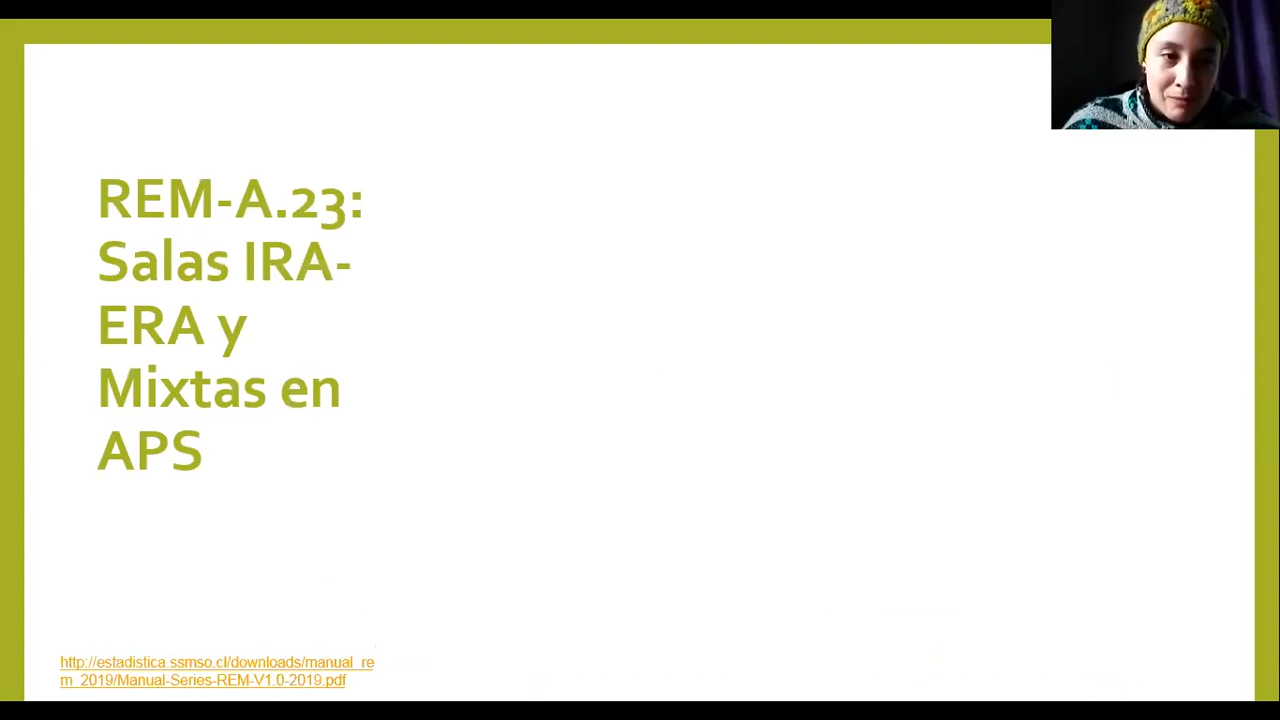 REM-A.23:
Salas IRA-
ERA y
Mixtas en
APS
http://estadistica.ssmso.cl/downloads/manual_re
m_2019/Manual-Series-REM-V1.0-2019.pdf